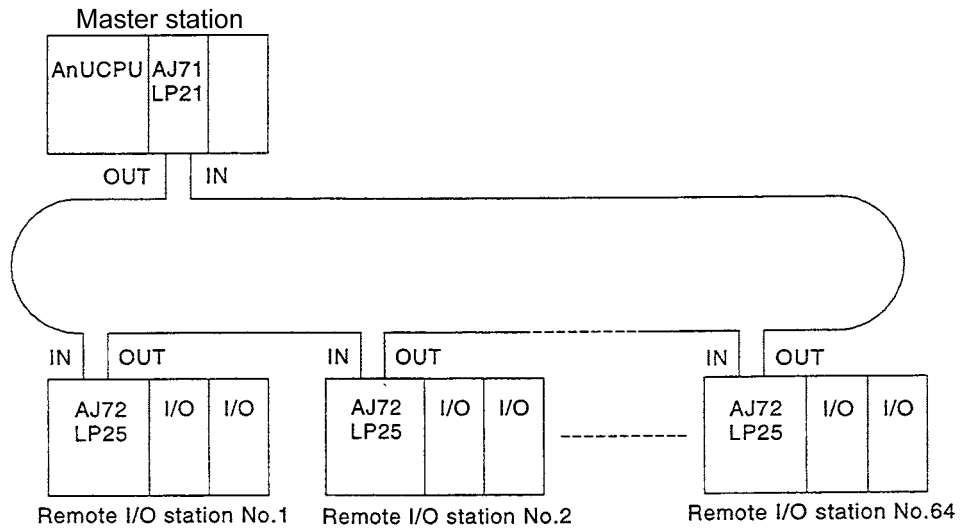 Master station
AnUCPU AJ71
LP21
OUT IN
IN OUT IN OUT IN OUT
AJ72 I/O I/O AJ72 I/O I/O AJ72 I/O I/O
LP25 LP25 LP25
Remote I/O station No.1 Remote I/O station No.2 Remote I/O station No.64